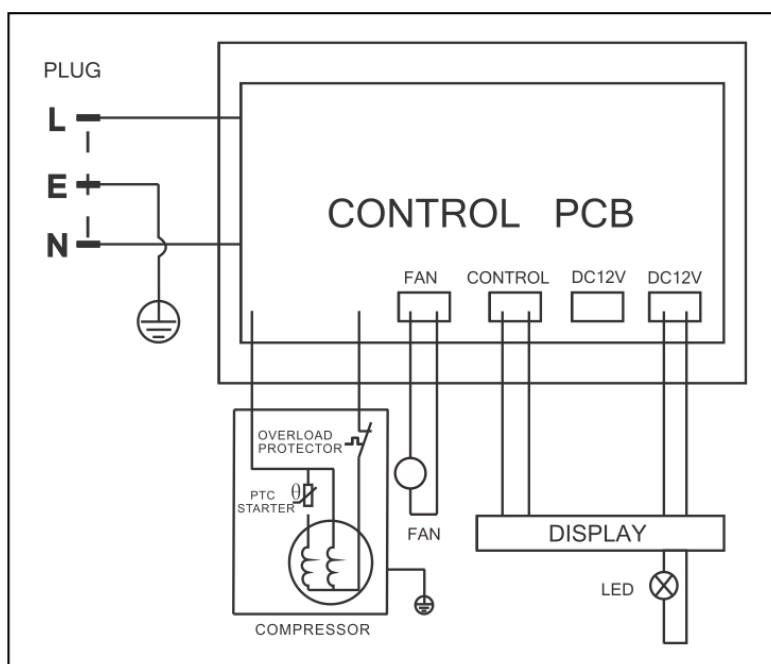 PLUG
L
E
N
CONTROL PCB
FAN
CONTROL
DC12V
DC12V
OVERLOAD
PROTECTOR
θ
PTC
STARTER
FAN
DISPLAY
LED
COMPRESSOR